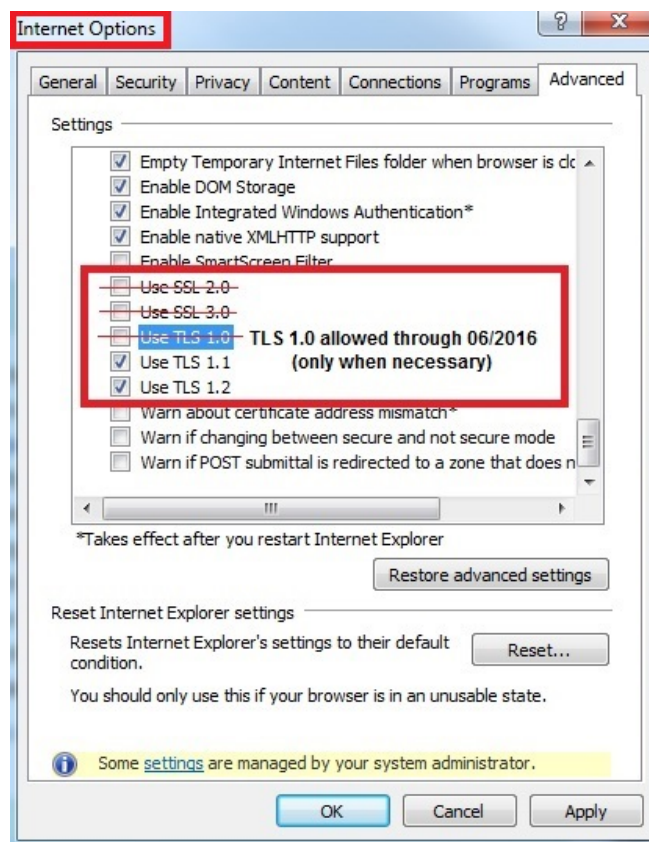 Internet Options
General Security Privacy Content Connections Programs Advanced
Settings
Empty Temporary Internet Files folder when browser is clc
Enable DOM Storage
Enable Integrated Windows Authentication*
Enable native XMLHTTP support
Enable SmartScreen Filter
Use SSL 2.0
Use SSL 3.0
Use TLS 1.0 TLS 1.0 allowed through 06/2016
Use TLS 1.1 (only when necessary)
Use TLS 1.2
Warn about certificate address mismatch*
Warn if changing between secure and not secure mode
Warn if POST submittal is redirected to a zone that does n
*Takes effect after you restart Internet Explorer
Restore advanced settings
Reset Internet Explorer settings
Resets Internet Explorer's settings to their default
condition.
Reset...
You should only use this if your browser is in an unusable state.
Some settings are managed by your system administrator.
OK Cancel Apply